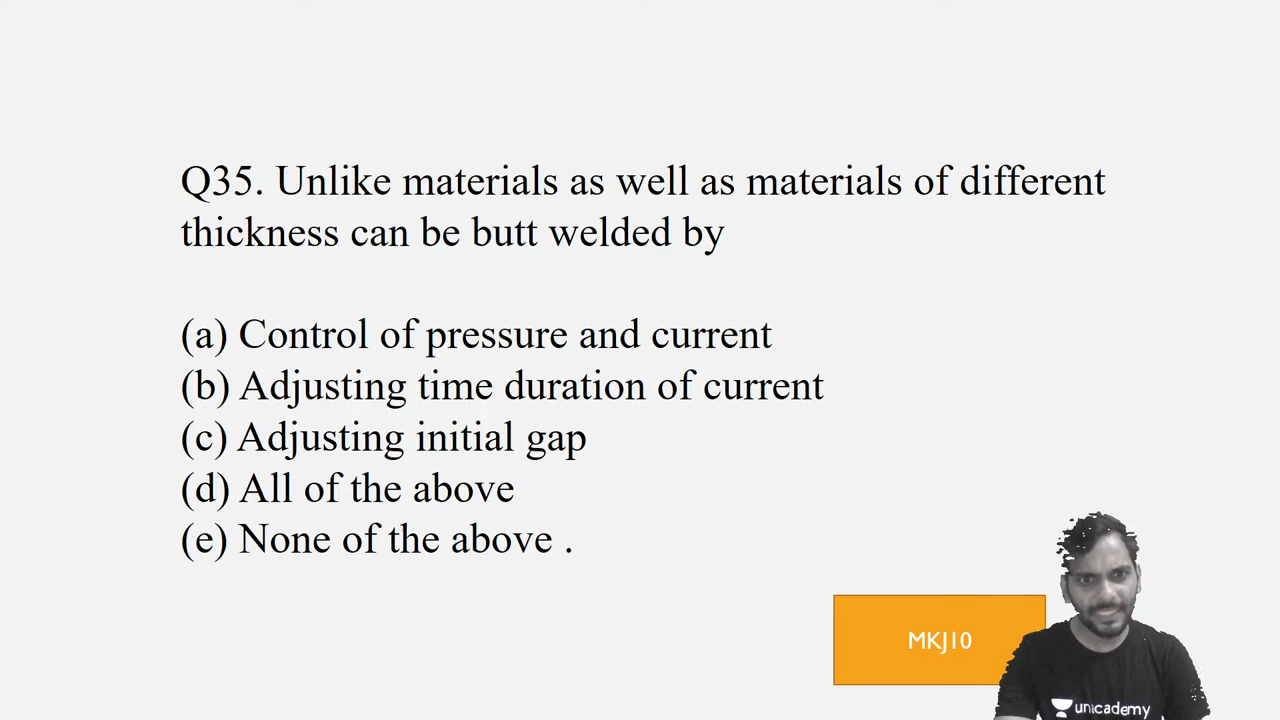 Q35. Unlike materials as well as materials of different
thickness can be butt welded by
(a) Control of pressure and current
(b) Adjusting time duration of current
(c) Adjusting initial gap
(d) All of the above
(e) None of the above .
MKJ10
unacademy